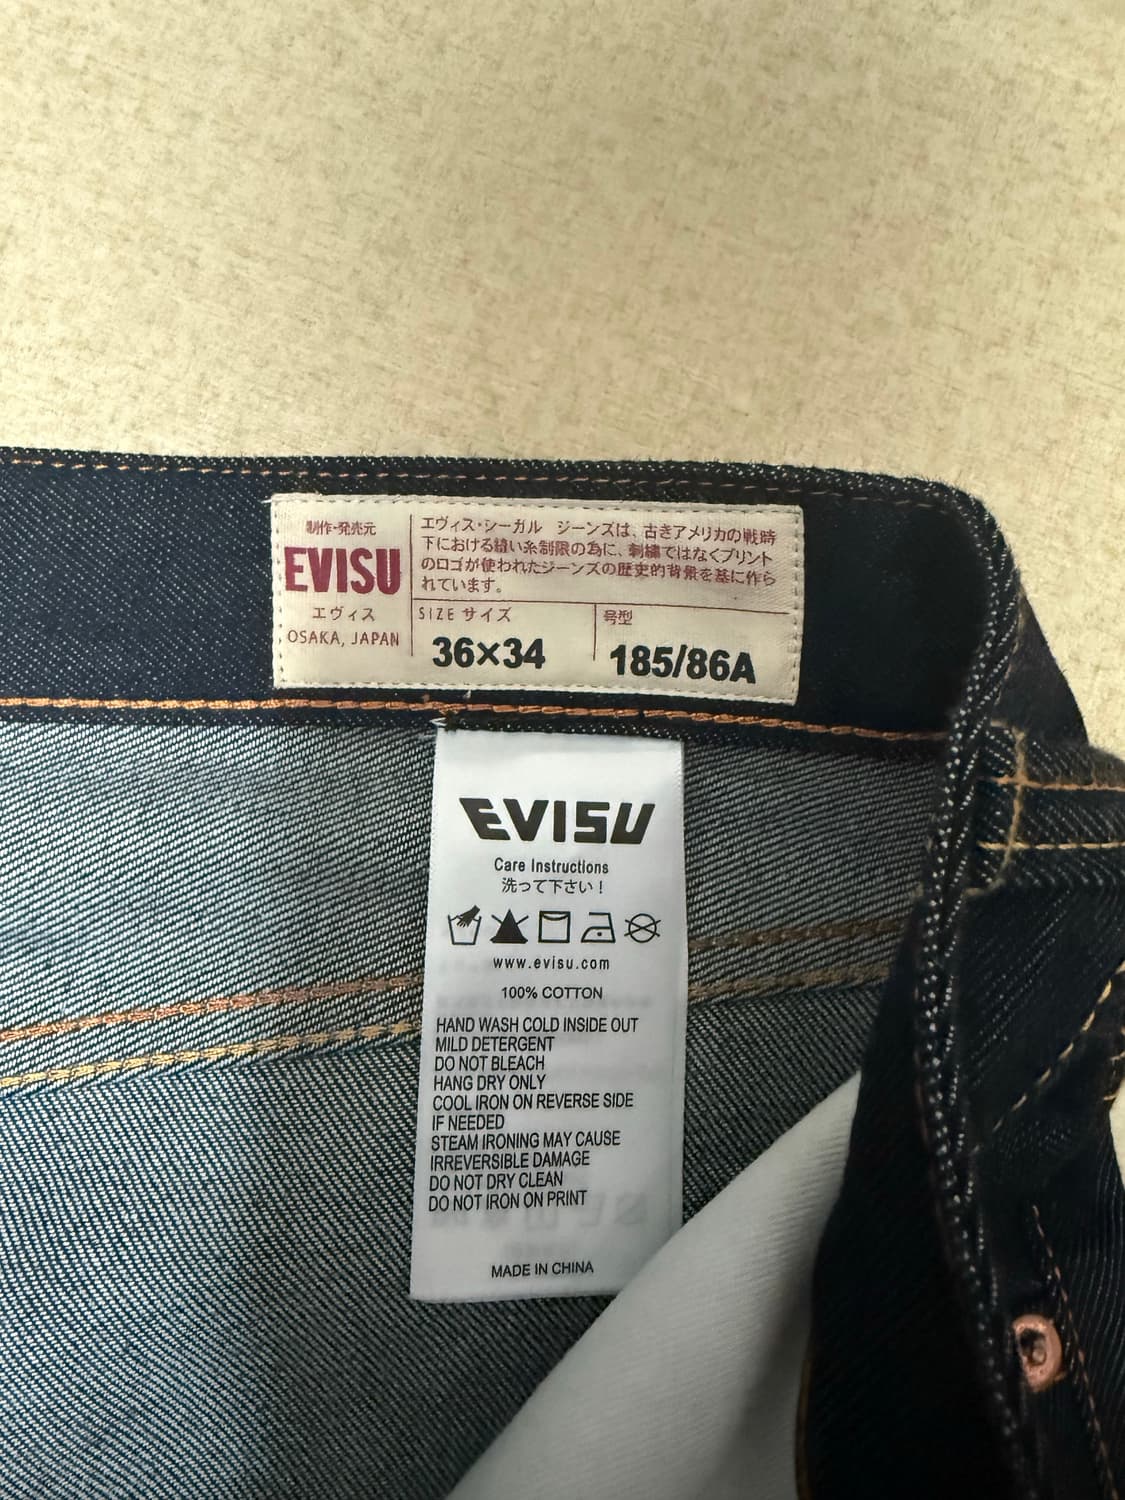 制作·発売元
EVISU
エヴィス
OSAKA, JAPAN
エヴィス・シーガル ジーンズは、古きアメリカの戦時
下における縫い糸制限の為に、刺繍ではなくプリント
のロゴが使われたジーンズの歴史的背景を基に作ら
れています。
SIZE サイズ
36×34
号型
185/86A
EVISU
Care Instructions
洗って下さい！
www.evisu.com
100% COTTON
HAND WASH COLD INSIDE OUT
MILD DETERGENT
DO NOT BLEACH
HANG DRY ONLY
COOL IRON ON REVERSE SIDE
IF NEEDED
STEAM IRONING MAY CAUSE
IRREVERSIBLE DAMAGE
DO NOT DRY CLEAN
DO NOT IRON ON PRINT
MADE IN CHINA